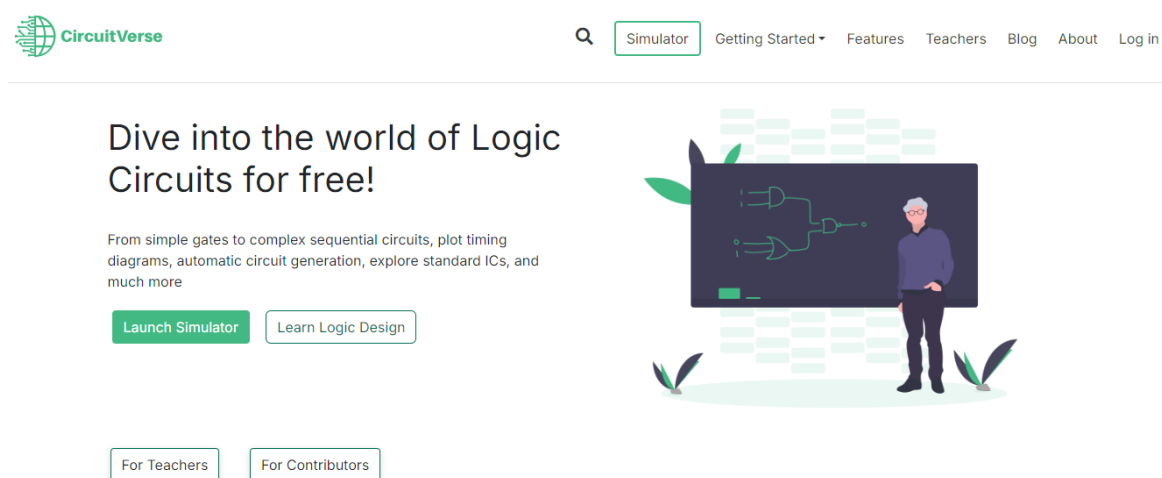 CircuitVerse
Simulator Getting Started Features Teachers Blog About Log in
Dive into the world of Logic
Circuits for free!
From simple gates to complex sequential circuits, plot timing
diagrams, automatic circuit generation, explore standard ICs, and
much more
Launch Simulator Learn Logic Design
For Teachers For Contributors